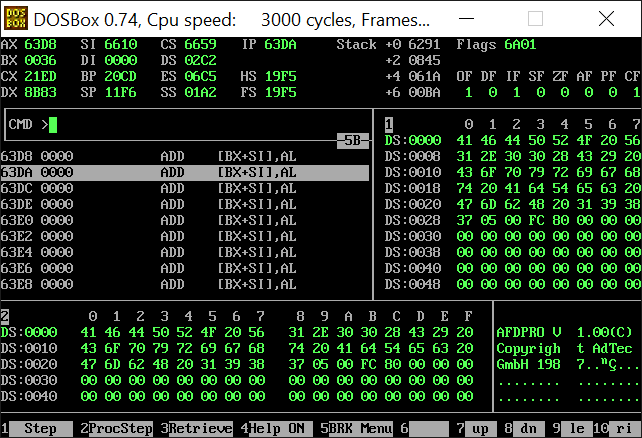 DOSBox 0.74, Cpu speed: 3000 cycles, Frames...
AX 63D8 SI 6610 CS 6659 IP 63DA Stack +0 6291 Flags 6A01
BX 0036 DI 0000 DS 02C2 +2 0845
CX 21ED BP 20CD ES 06C5 HS 19F5 +4 061A OF DF IF SF ZF AF PF CF
DX 8B83 SP 11F6 SS 01A2 FS 19F5 +6 00BA 1 0 1 0 0 0 0 1
CMD >
5B
1 0 1 2 3 4 5 6 7
DS:0000 41 46 44 50 52 4F 20 56
DS:0008 31 2E 30 30 28 43 29 20
DS:0010 43 6F 70 79 72 69 67 68
DS:0018 74 20 41 64 54 65 63 20
DS:0020 47 6D 62 48 20 31 39 38
DS:0028 37 05 00 FC 80 00 00 00
DS:0030 00 00 00 00 00 00 00 00
DS:0038 00 00 00 00 00 00 00 00
DS:0040 00 00 00 00 00 00 00 00
DS:0048 00 00 00 00 00 00 00 00
63D8 0000 ADD [BX+SI],AL
63DA 0000 ADD [BX+SI],AL
63DC 0000 ADD [BX+SI],AL
63DE 0000 ADD [BX+SI],AL
63E0 0000 ADD [BX+SI],AL
63E2 0000 ADD [BX+SI],AL
63E4 0000 ADD [BX+SI],AL
63E6 0000 ADD [BX+SI],AL
63E8 0000 ADD [BX+SI],AL
2 0 1 2 3 4 5 6 7 8 9 A B C D E F
DS:0000 41 46 44 50 52 4F 20 56 31 2E 30 30 28 43 29 20 AFDPRO V 1.00(C)
DS:0010 43 6F 70 79 72 69 67 68 74 20 41 64 54 65 63 20 Copyrigh t AdTec
DS:0020 47 6D 62 48 20 31 39 38 37 05 00 FC 80 00 00 00 GmbH 198 7..ⁿÇ...
DS:0030 00 00 00 00 00 00 00 00 00 00 00 00 00 00 00 00 ........ ........
DS:0040 00 00 00 00 00 00 00 00 00 00 00 00 00 00 00 00 ........ ........
1 Step 2ProcStep 3Retrieve 4Help ON 5BRK Menu 6 7 up 8 dn 9 le 10 ri